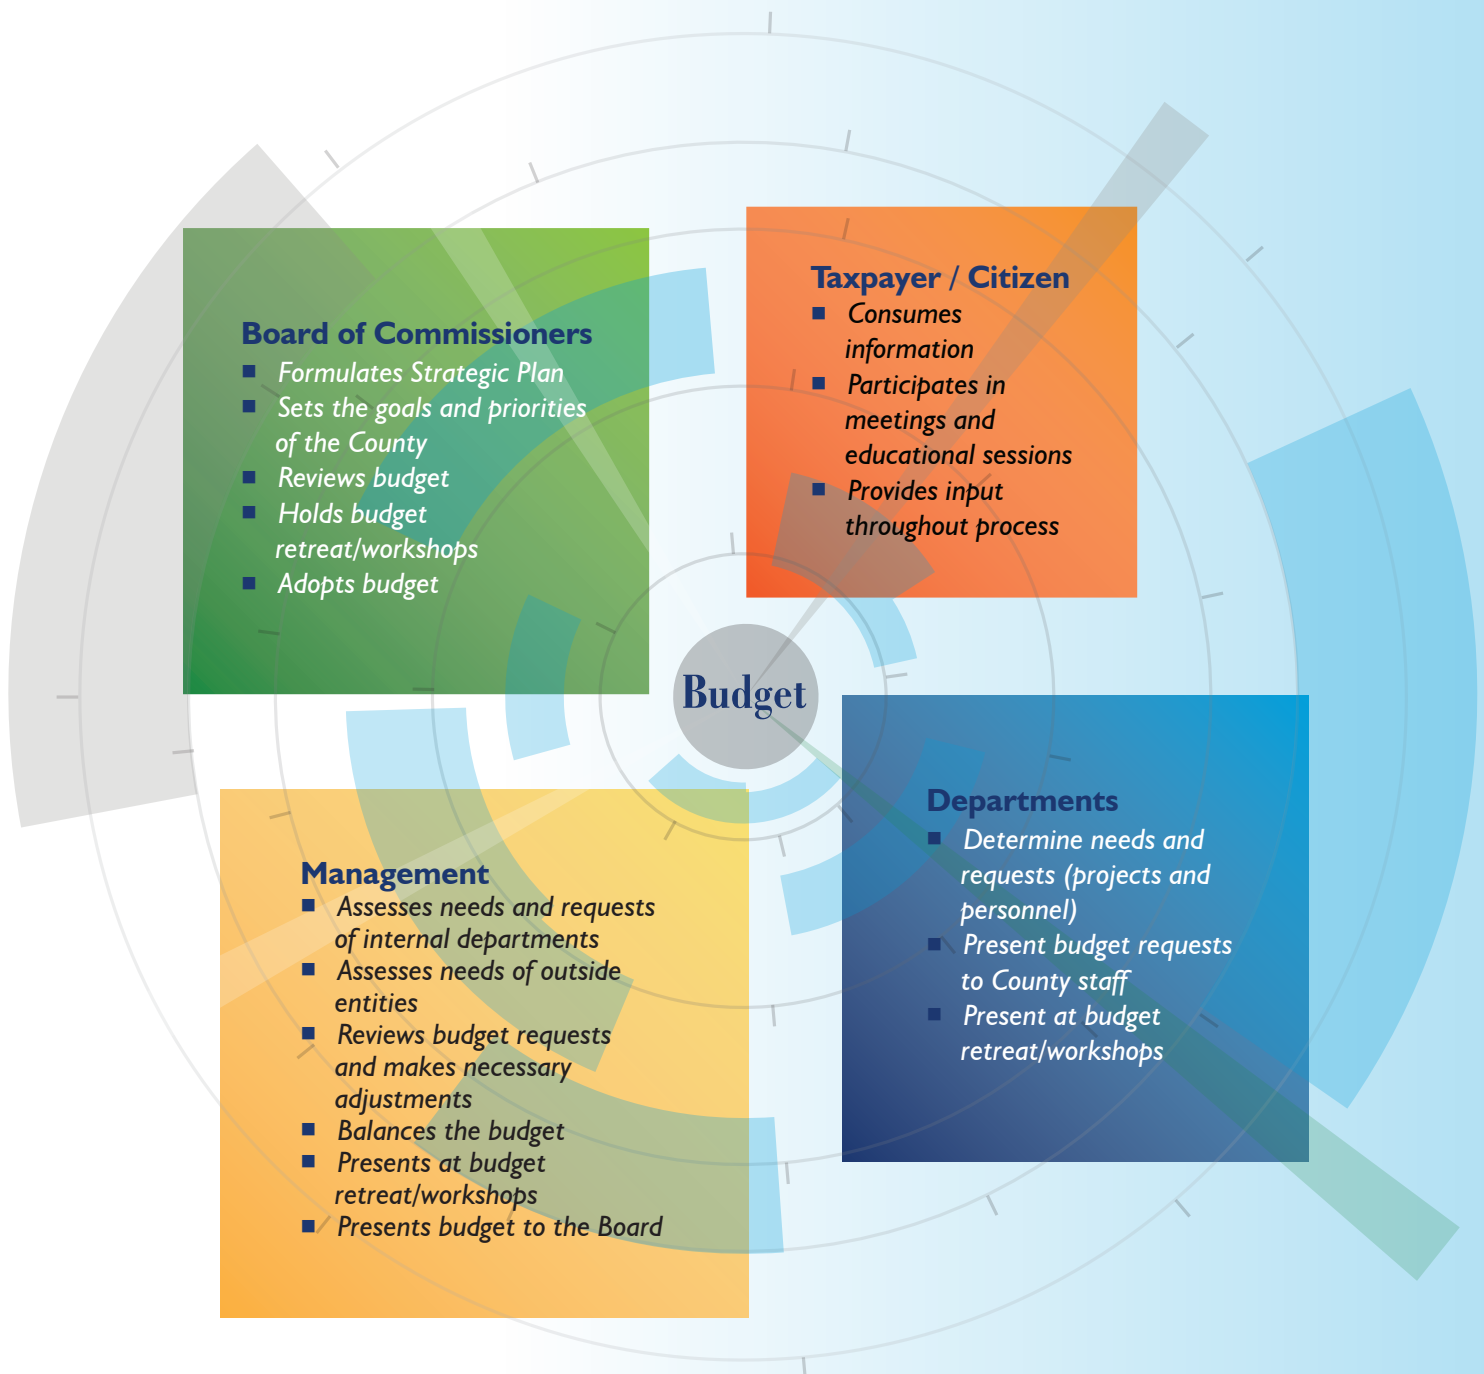 Board of Commissioners
■ Formulates Strategic Plan
■ Sets the goals and priorities
of the County
■ Reviews budget
■ Holds budget
retreat/workshops
■ Adopts budget
Taxpayer / Citizen
■ Consumes
information
■ Participates in
meetings and
educational sessions
■ Provides input
throughout process
Budget
Management
■ Assesses needs and requests
of internal departments
■ Assesses needs of outside
entities
■ Reviews budget requests
and makes necessary
adjustments
■ Balances the budget
■ Presents at budget
retreat/workshops
■ Presents budget to the Board
Departments
■ Determine needs and
requests (projects and
personnel)
■ Present budget requests
to County staff
■ Present at budget
retreat/workshops